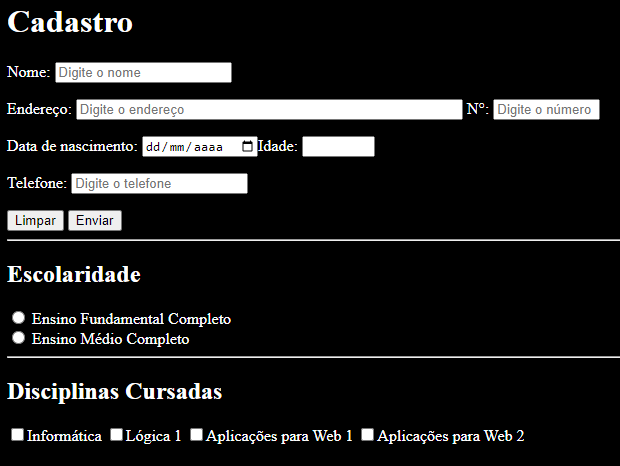 Cadastro
Nome: Digite o nome
Endereço: Digite o endereço N°: Digite o número
Data de nascimento: dd/mm/aaaa Idade:
Telefone: Digite o telefone
Limpar Enviar
Escolaridade
Ensino Fundamental Completo
Ensino Médio Completo
Disciplinas Cursadas
Informática Lógica 1 Aplicações para Web 1 Aplicações para Web 2